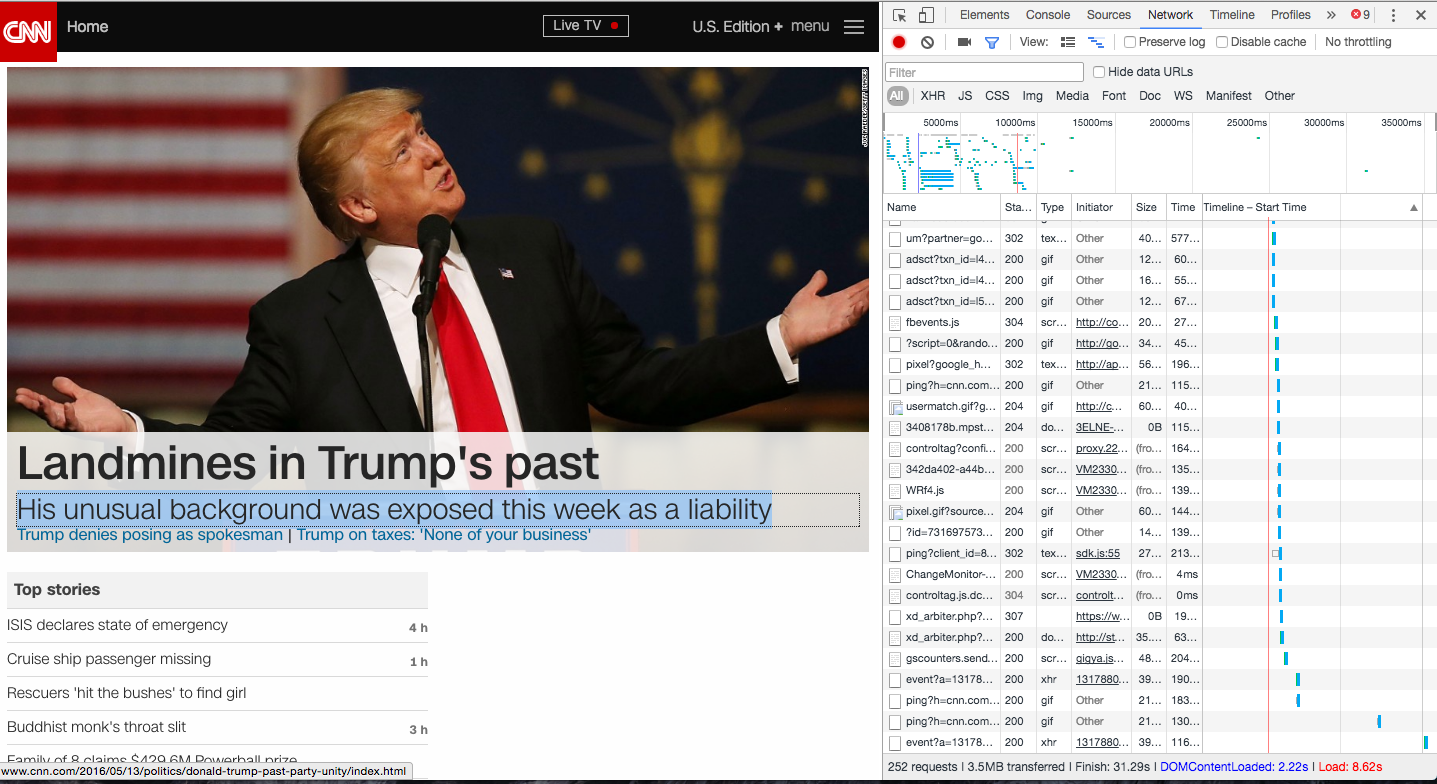 CNN Home Live TV U.S. Edition + menu
Landmines in Trump's past
His unusual background was exposed this week as a liability
Trump denies posing as spokesman | Trump on taxes: 'None of your business'
Top stories
ISIS declares state of emergency 4 h
Cruise ship passenger missing 1 h
Rescuers 'hit the bushes' to find girl
Buddhist monk's throat slit 3 h
Family of 8 claims $429.6M Powerball prize
www.cnn.com/2016/05/13/politics/donald-trump-past-party-unity/index.html
Elements Console Sources Network Timeline Profiles » 9
View: Preserve log Disable cache No throttling
Filter Hide data URLs
All XHR JS CSS Img Media Font Doc WS Manifest Other
5000ms 10000ms 15000ms 20000ms 25000ms 30000ms 35000ms
Name Sta... Type Initiator Size Time Timeline – Start Time
um?partner=go... 302 tex... Other 40... 577...
adsct?txn_id=l4... 200 gif Other 12... 60...
adsct?txn_id=l4... 200 gif Other 16... 55...
adsct?txn_id=l5... 200 gif Other 12... 67...
fbevents.js 304 scr... http://co... 20... 27...
?script=0&rando... 200 gif http://go... 34... 45...
pixel?google_h... 302 tex... http://ap... 56... 196...
ping?h=cnn.com... 200 gif Other 21... 115...
usermatch.gif?g... 204 gif http://c... 60... 40...
3408178b.mpst... 204 do... 3ELNE-... 0B 115...
controltag?confi... 200 scr... proxy.22... (fro... 164...
342da402-a44b... 200 scr... VM2330... (fro... 135...
WRf4.js 200 scr... VM2330... (fro... 139...
pixel.gif?source... 204 gif Other 60... 144...
?id=731697573... 200 gif Other 14... 139...
ping?client_id=8... 302 tex... sdk.js:55 27... 213...
ChangeMonitor-... 200 scr... VM2330... (fro... 4ms
controltag.js.dc... 304 scr... controlt... (fro... 0ms
xd_arbiter.php?... 307 https://w... 0B 19...
xd_arbiter.php?... 200 do... http://st... 35.... 63...
gscounters.send... 200 scr... gigya.js... 48... 204...
event?a=13178... 200 xhr 1317880... 39... 190...
ping?h=cnn.com... 200 gif Other 21... 183...
ping?h=cnn.com... 200 gif Other 21... 130...
event?a=13178... 200 xhr 1317880... 39... 116...
252 requests | 3.5MB transferred | Finish: 31.29s | DOMContentLoaded: 2.22s | Load: 8.62s